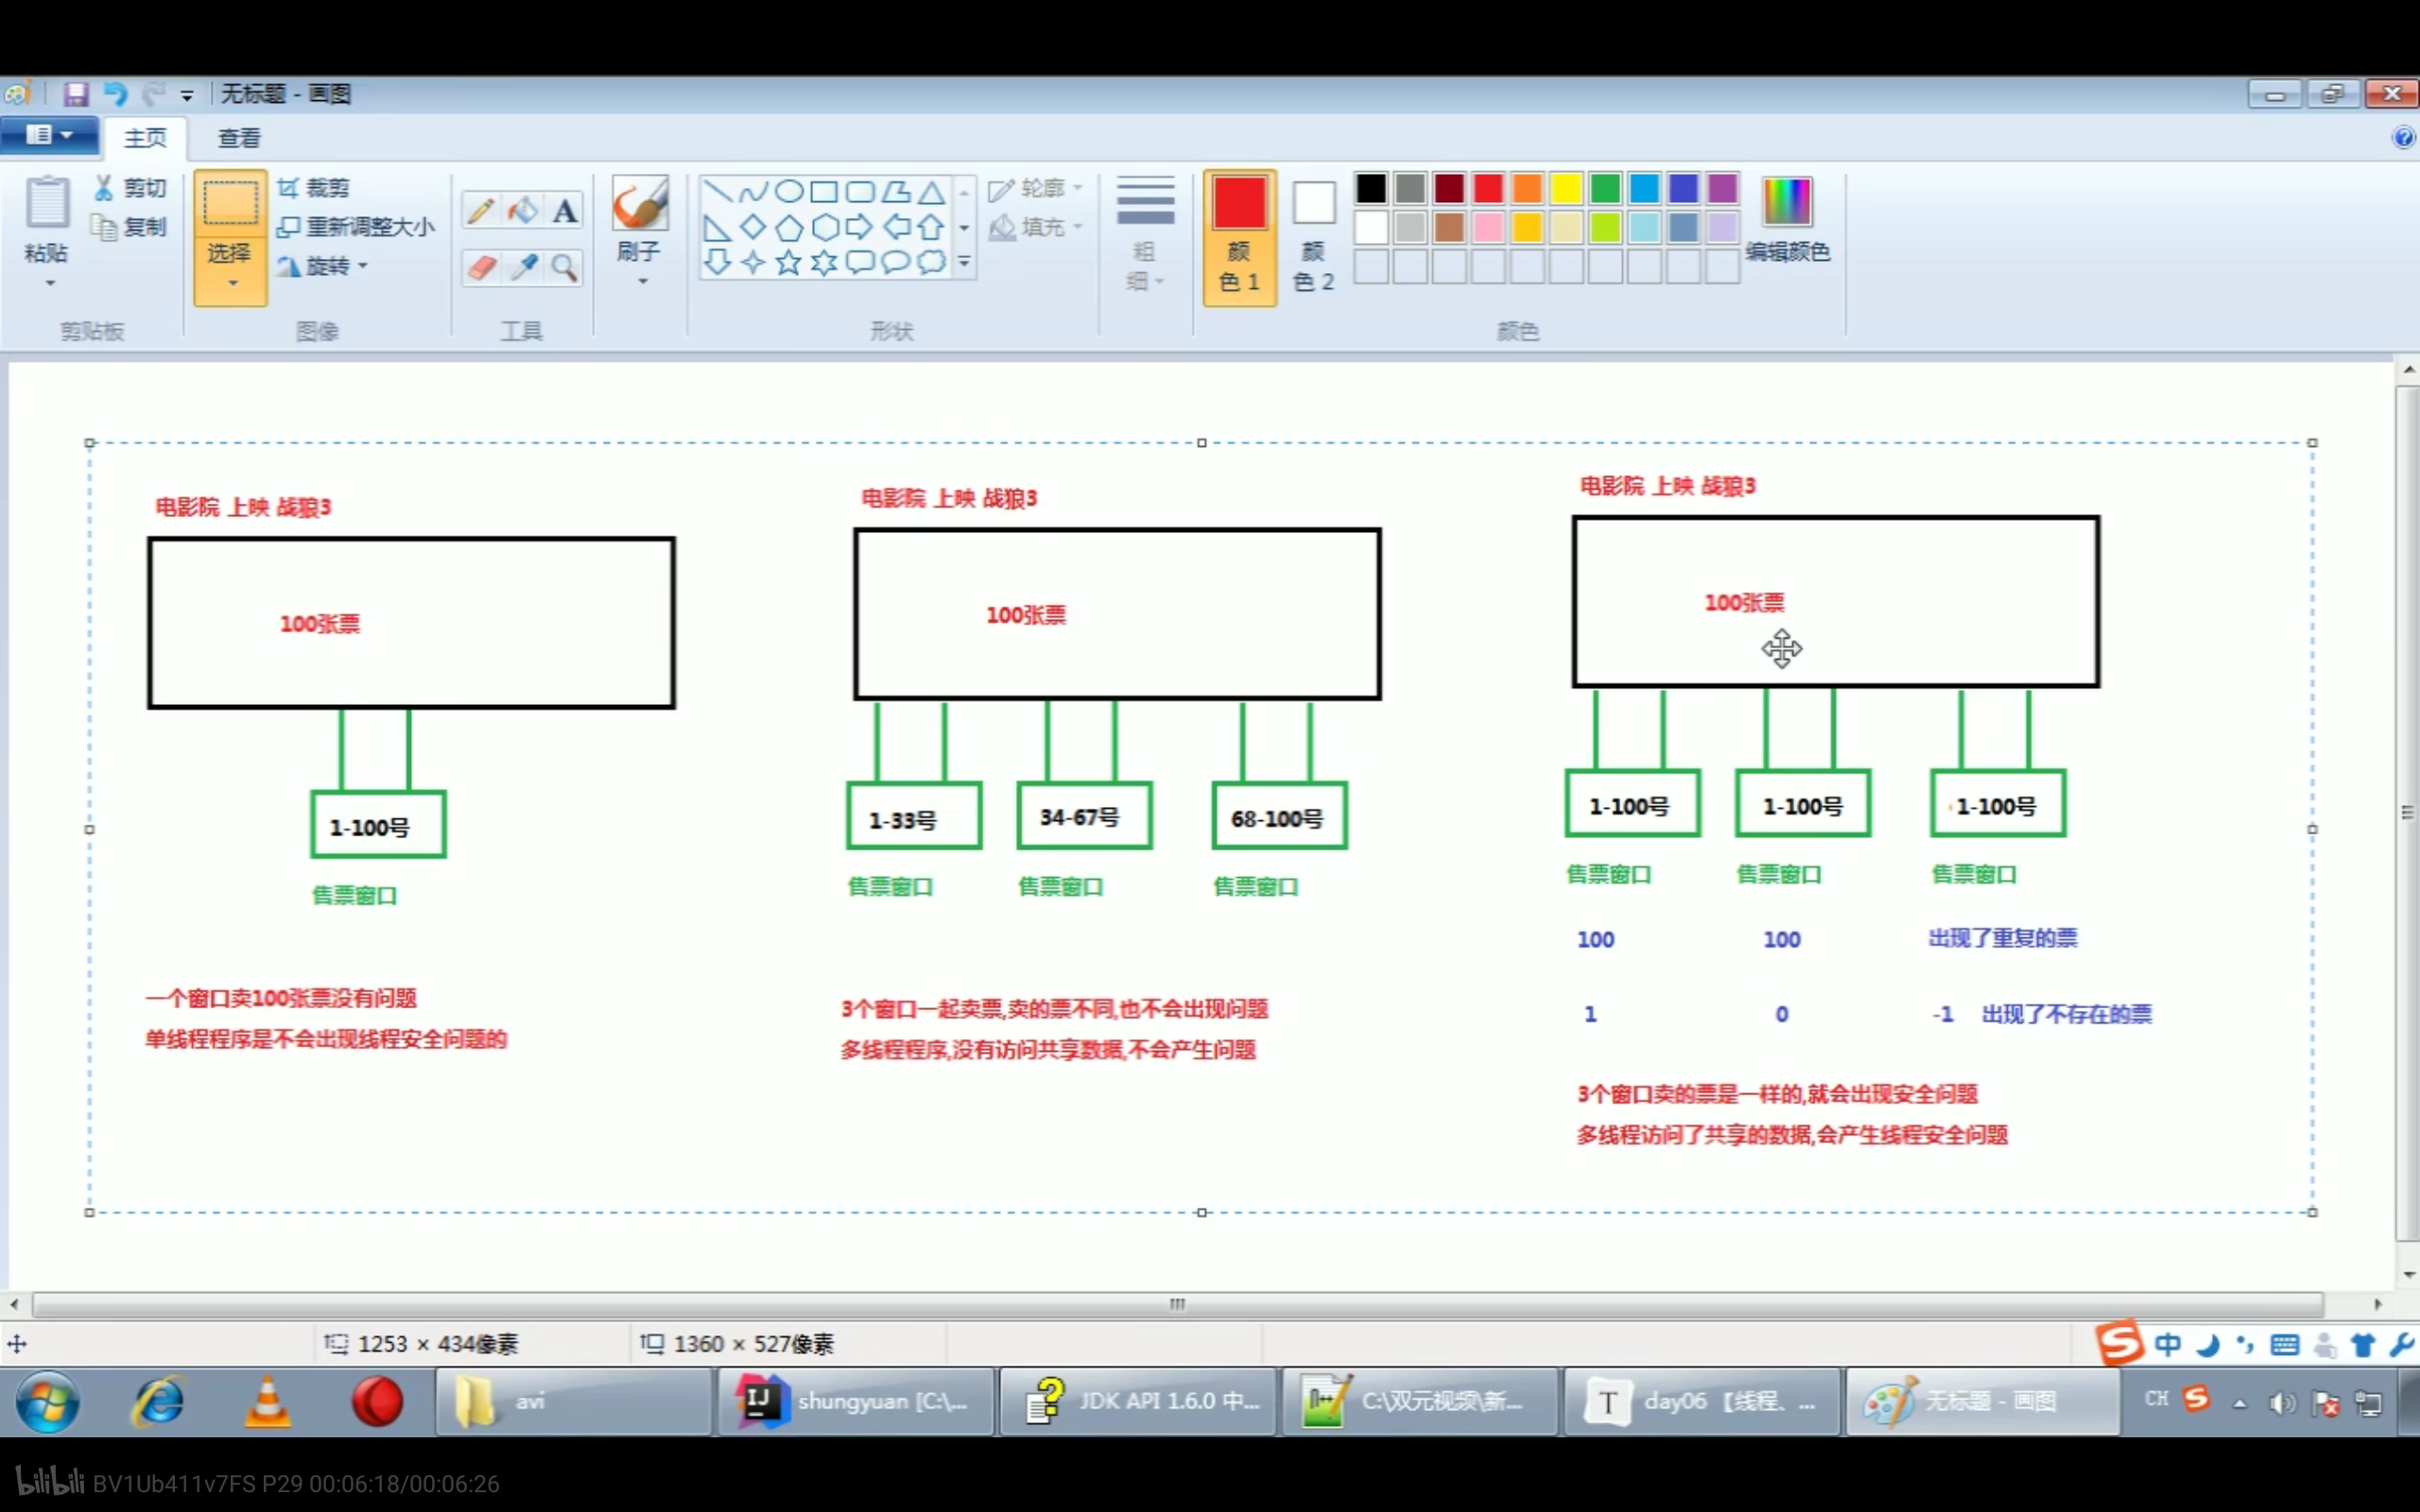 无标题 - 画图
主页 查看
剪切
复制
粘贴
剪贴板
选择
裁剪
重新调整大小
旋转
图像
A
工具
刷子
形状
轮廓
填充
粗
细
颜
色 1
颜
色 2
编辑颜色
颜色
电影院 上映 战狼3
100张票
1-100号
售票窗口
一个窗口卖100张票没有问题
单线程程序是不会出现线程安全问题的
电影院 上映 战狼3
100张票
1-33号 34-67号 68-100号
售票窗口 售票窗口 售票窗口
3个窗口一起卖票,卖的票不同,也不会出现问题
多线程程序,没有访问共享数据,不会产生问题
电影院 上映 战狼3
100张票
1-100号 1-100号 1-100号
售票窗口 售票窗口 售票窗口
100 100 出现了重复的票
1 0 -1 出现了不存在的票
3个窗口卖的票是一样的,就会出现安全问题
多线程访问了共享的数据,会产生线程安全问题
1253 × 434像素 1360 × 527像素
中
avi shungyuan [C:\... JDK API 1.6.0 中... C:\双元视频\新... day06 【线程、... 无标题 - 画图 CH
bilibili BV1Ub411v7FS P29 00:06:18/00:06:26